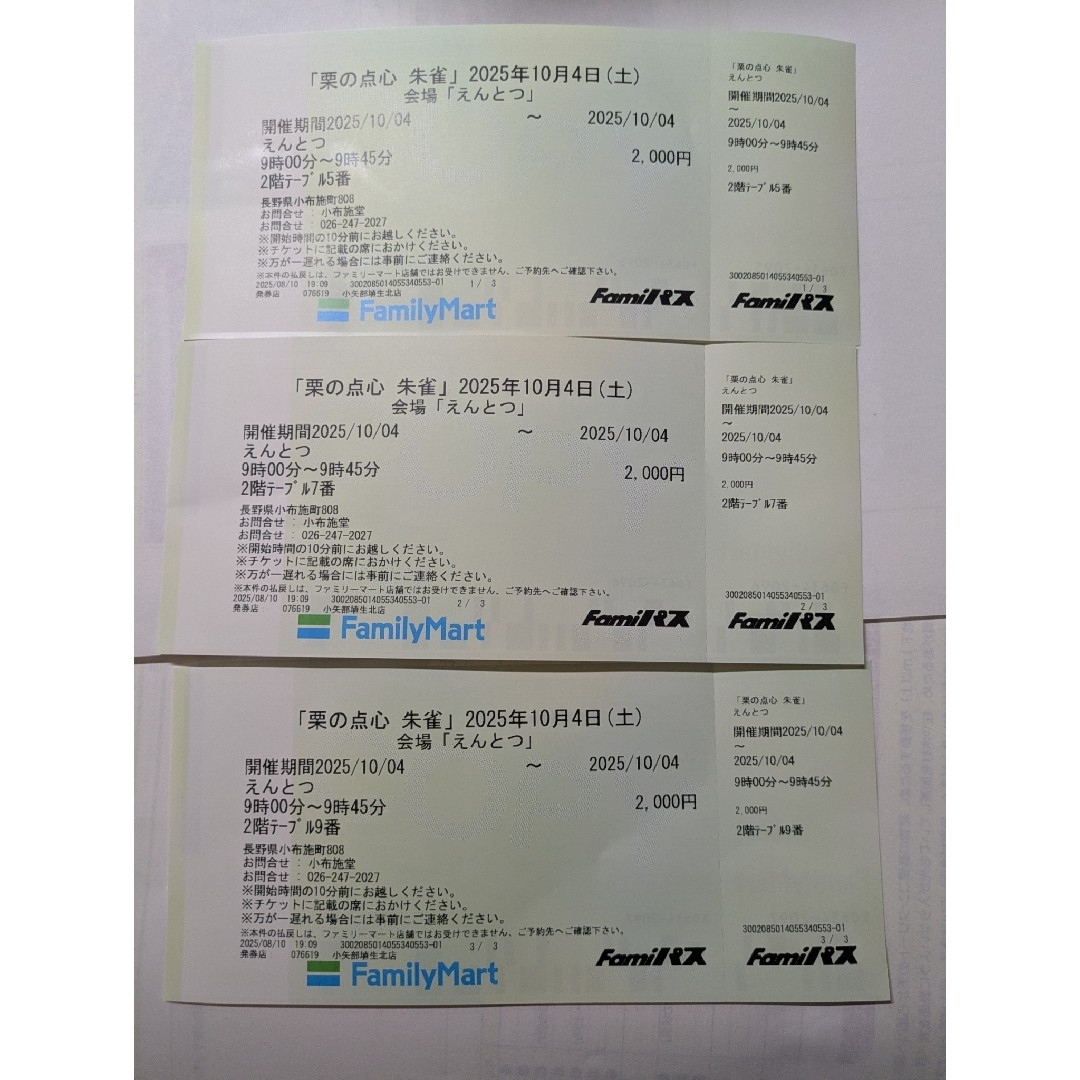 「栗の点心 朱雀」2025年10月4日(土)
会場「えんとつ」
開催期間2025/10/04 ～ 2025/10/04
えんとつ
9時00分～9時45分 2,000円
2階テーブル5番
長野県小布施町808
お問合せ : 小布施堂
お問合せ : 026-247-2027
※開始時間の10分前にお越しください。
※チケットに記載の席におかけください。
※万が一遅れる場合には事前にご連絡ください。
※本件の払戻しは、ファミリーマート店舗ではお受けできません、ご予約先へご確認下さい。
2025/08/10 19:09 3002085014055340553-01 1/ 3
発券店 076619 小矢部埴生北店
FamilyMart
Famiパス
「栗の点心 朱雀」
えんとつ
開催期間2025/10/04
～
2025/10/04
9時00分～9時45分
2,000円
2階テーブル5番
3002085014055340553-01
1/ 3
Famiパス
「栗の点心 朱雀」2025年10月4日(土)
会場「えんとつ」
開催期間2025/10/04 ～ 2025/10/04
えんとつ
9時00分～9時45分 2,000円
2階テーブル7番
長野県小布施町808
お問合せ : 小布施堂
お問合せ : 026-247-2027
※開始時間の10分前にお越しください。
※チケットに記載の席におかけください。
※万が一遅れる場合には事前にご連絡ください。
※本件の払戻しは、ファミリーマート店舗ではお受けできません、ご予約先へご確認下さい。
2025/08/10 19:09 3002085014055340553-01 2/ 3
発券店 076619 小矢部埴生北店
FamilyMart
Famiパス
「栗の点心 朱雀」
えんとつ
開催期間2025/10/04
～
2025/10/04
9時00分～9時45分
2,000円
2階テーブル7番
3002085014055340553-01
2/ 3
Famiパス
「栗の点心 朱雀」2025年10月4日(土)
会場「えんとつ」
開催期間2025/10/04 ～ 2025/10/04
えんとつ
9時00分～9時45分 2,000円
2階テーブル9番
長野県小布施町808
お問合せ : 小布施堂
お問合せ : 026-247-2027
※開始時間の10分前にお越しください。
※チケットに記載の席におかけください。
※万が一遅れる場合には事前にご連絡ください。
※本件の払戻しは、ファミリーマート店舗ではお受けできません、ご予約先へご確認下さい。
2025/08/10 19:09 3002085014055340553-01 3/ 3
発券店 076619 小矢部埴生北店
FamilyMart
Famiパス
「栗の点心 朱雀」
えんとつ
開催期間2025/10/04
～
2025/10/04
9時00分～9時45分
2,000円
2階テーブル9番
3002085014055340553-01
3/ 3
Famiパス